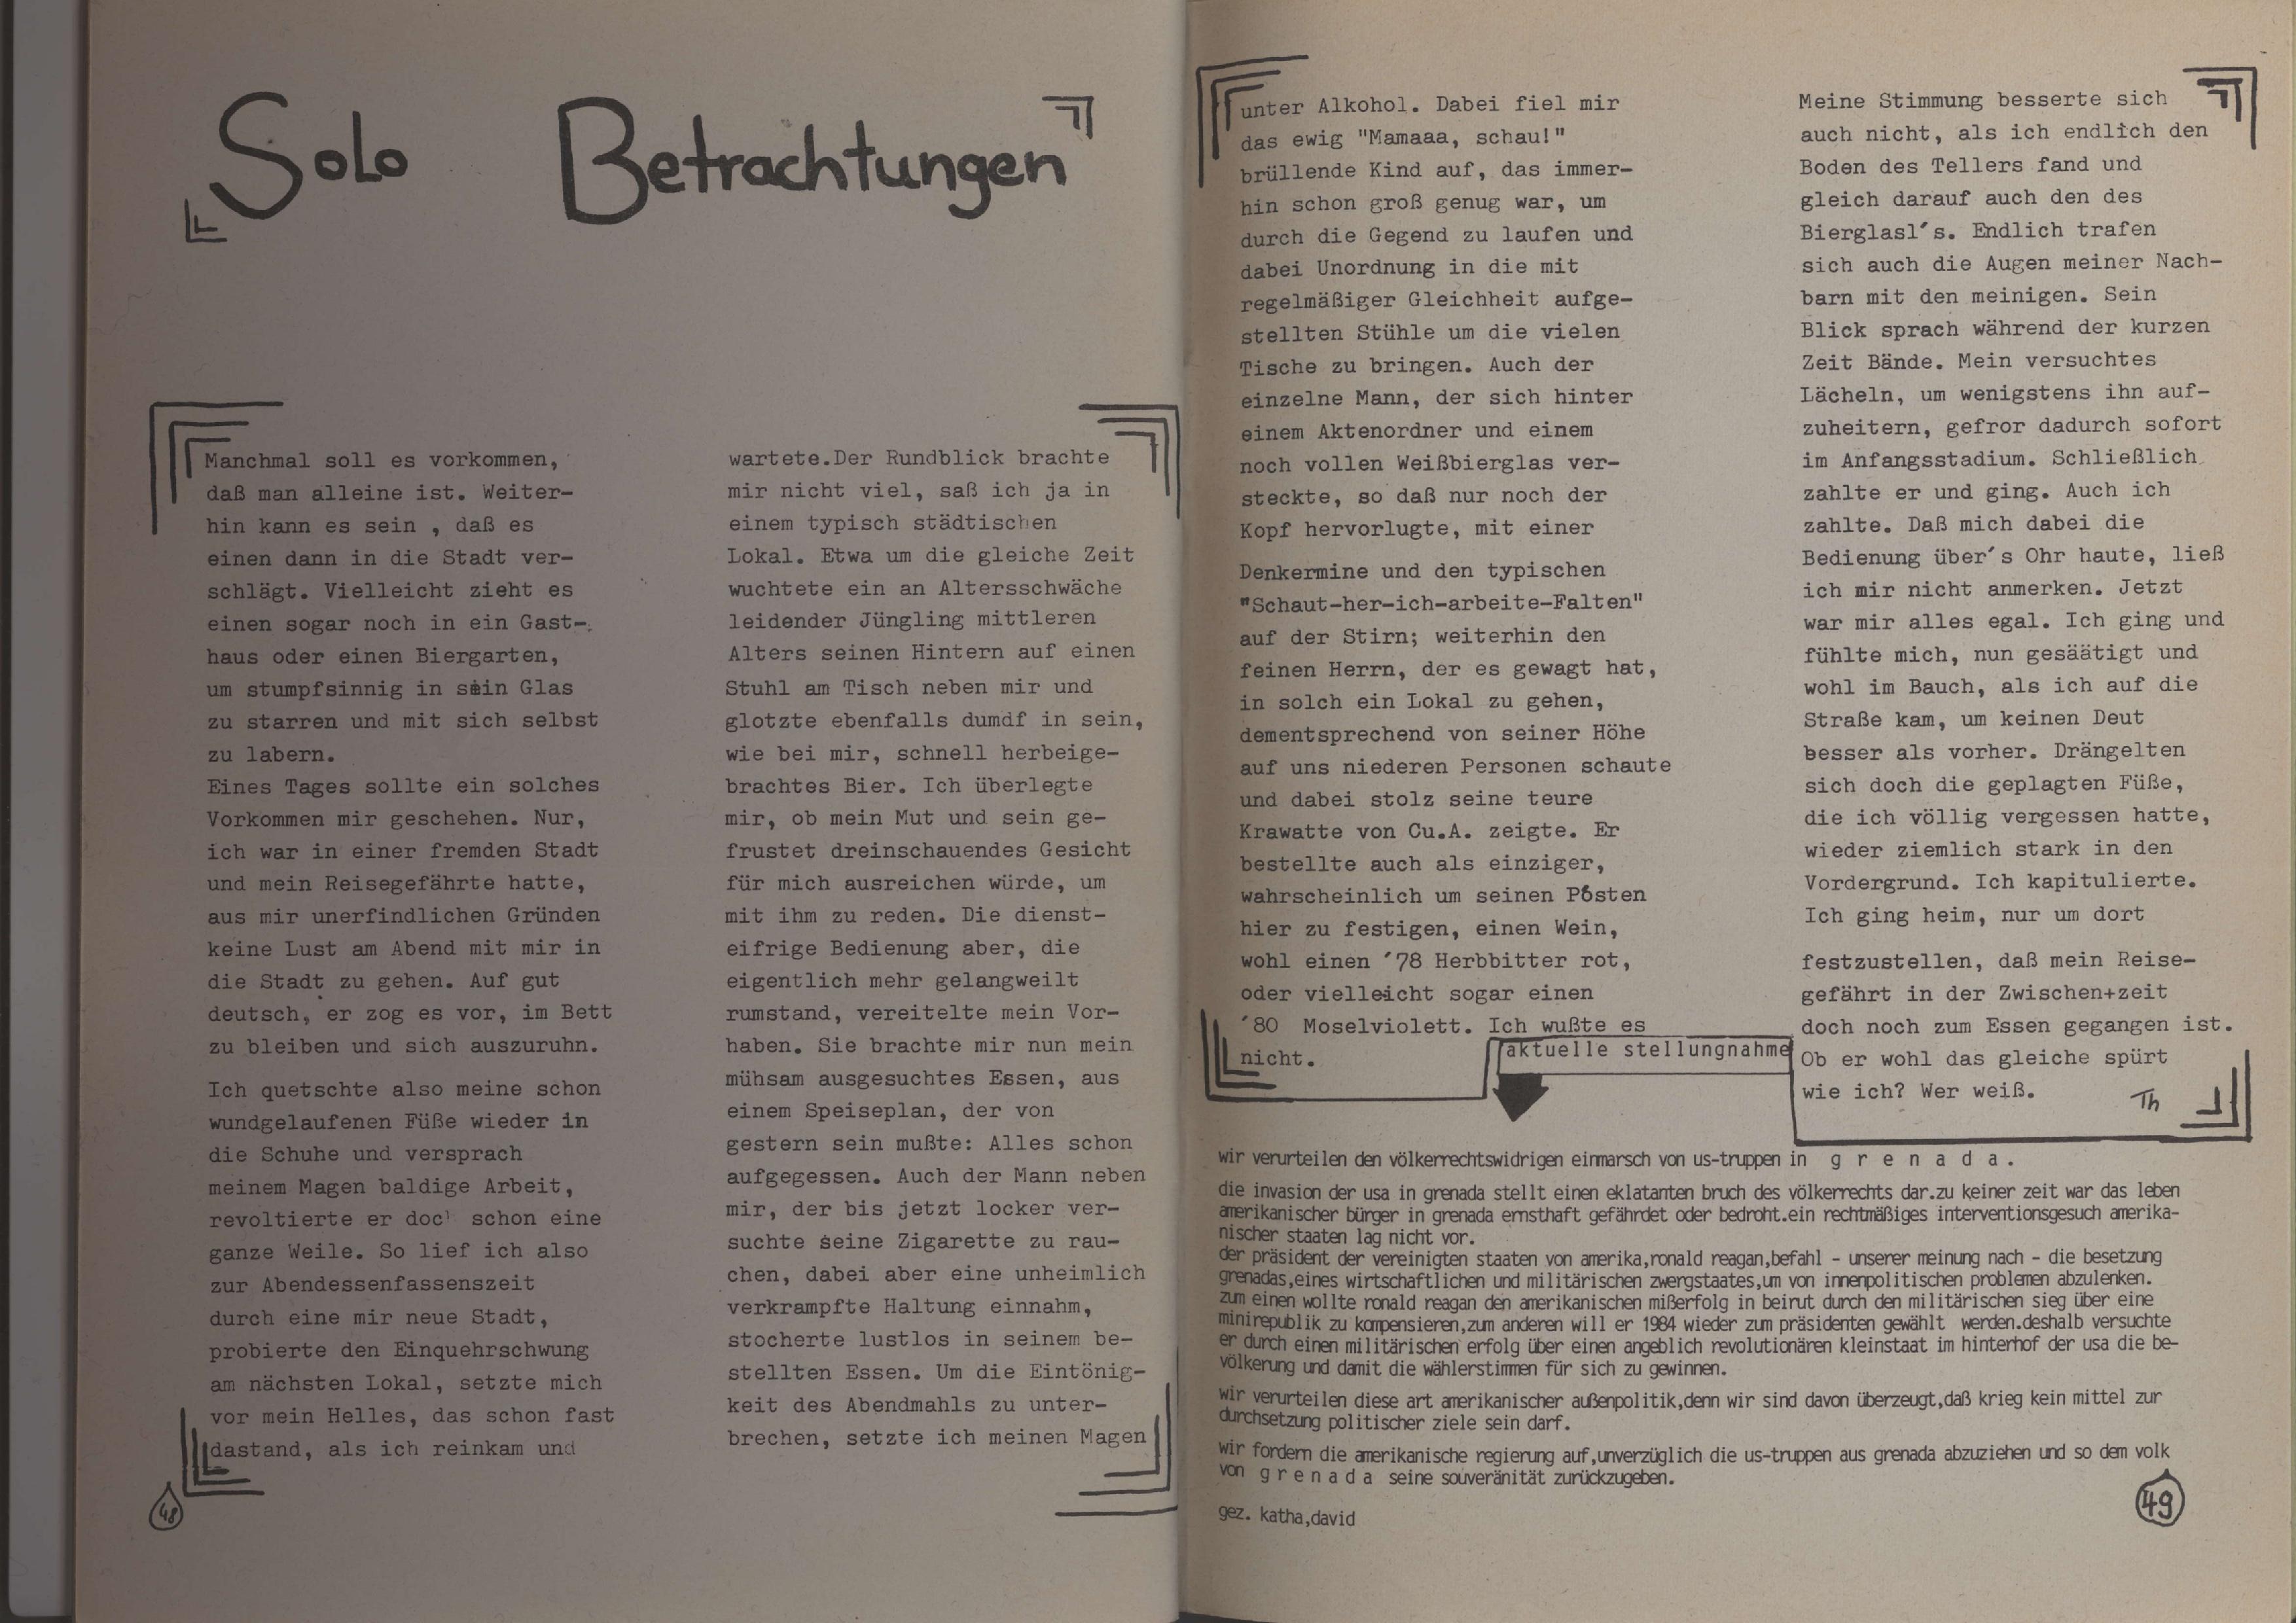 Solo Betrachtungen
Manchmal soll es vorkommen,
daß man alleine ist. Weiter-
hin kann es sein , daß es
einen dann in die Stadt ver-
schlägt. Vielleicht zieht es
einen sogar noch in ein Gast-
haus oder einen Biergarten,
um stumpfsinnig in sein Glas
zu starren und mit sich selbst
zu labern.
Eines Tages sollte ein solches
Vorkommen mir geschehen. Nur,
ich war in einer fremden Stadt
und mein Reisegefährte hatte,
aus mir unerfindlichen Gründen
keine Lust am Abend mit mir in
die Stadt zu gehen. Auf gut
deutsch, er zog es vor, im Bett
zu bleiben und sich auszuruhn.
Ich quetschte also meine schon
wundgelaufenen Füße wieder in
die Schuhe und versprach
meinem Magen baldige Arbeit,
revoltierte er doch schon eine
ganze Weile. So lief ich also
zur Abendessenfassenszeit
durch eine mir neue Stadt,
probierte den Einquehrschwung
am nächsten Lokal, setzte mich
vor mein Helles, das schon fast
dastand, als ich reinkam und
48
wartete.Der Rundblick brachte
mir nicht viel, saß ich ja in
einem typisch städtischen
Lokal. Etwa um die gleiche Zeit
wuchtete ein an Altersschwäche
leidender Jüngling mittleren
Alters seinen Hintern auf einen
Stuhl am Tisch neben mir und
glotzte ebenfalls dumdf in sein,
wie bei mir, schnell herbeige-
brachtes Bier. Ich überlegte
mir, ob mein Mut und sein ge-
frustet dreinschauendes Gesicht
für mich ausreichen würde, um
mit ihm zu reden. Die dienst-
eifrige Bedienung aber, die
eigentlich mehr gelangweilt
rumstand, vereitelte mein Vor-
haben. Sie brachte mir nun mein
mühsam ausgesuchtes Essen, aus
einem Speiseplan, der von
gestern sein mußte: Alles schon
aufgegessen. Auch der Mann neben
mir, der bis jetzt locker ver-
suchte seine Zigarette zu rau-
chen, dabei aber eine unheimlich
verkrampfte Haltung einnahm,
stocherte lustlos in seinem be-
stellten Essen. Um die Eintönig-
keit des Abendmahls zu unter-
brechen, setzte ich meinen Magen
unter Alkohol. Dabei fiel mir
das ewig "Mamaaa, schau!"
brüllende Kind auf, das immer-
hin schon groß genug war, um
durch die Gegend zu laufen und
dabei Unordnung in die mit
regelmäßiger Gleichheit aufge-
stellten Stühle um die vielen
Tische zu bringen. Auch der
einzelne Mann, der sich hinter
einem Aktenordner und einem
noch vollen Weißbierglas ver-
steckte, so daß nur noch der
Kopf hervorlugte, mit einer
Denkermine und den typischen
"Schaut-her-ich-arbeite-Falten"
auf der Stirn; weiterhin den
feinen Herrn, der es gewagt hat,
in solch ein Lokal zu gehen,
dementsprechend von seiner Höhe
auf uns niederen Personen schaute
und dabei stolz seine teure
Krawatte von Cu.A. zeigte. Er
bestellte auch als einziger,
wahrscheinlich um seinen Posten
hier zu festigen, einen Wein,
wohl einen ´78 Herbbitter rot,
oder vielleicht sogar einen
´80 Moselviolett. Ich wußte es
nicht.
Meine Stimmung besserte sich
auch nicht, als ich endlich den
Boden des Tellers fand und
gleich darauf auch den des
Bierglasl´s. Endlich trafen
sich auch die Augen meiner Nach-
barn mit den meinigen. Sein
Blick sprach während der kurzen
Zeit Bände. Mein versuchtes
Lächeln, um wenigstens ihn auf-
zuheitern, gefror dadurch sofort
im Anfangsstadium. Schließlich
zahlte er und ging. Auch ich
zahlte. Daß mich dabei die
Bedienung über´s Ohr haute, ließ
ich mir nicht anmerken. Jetzt
war mir alles egal. Ich ging und
fühlte mich, nun gesäätigt und
wohl im Bauch, als ich auf die
Straße kam, um keinen Deut
besser als vorher. Drängelten
sich doch die geplagten Füße,
die ich völlig vergessen hatte,
wieder ziemlich stark in den
Vordergrund. Ich kapitulierte.
Ich ging heim, nur um dort
festzustellen, daß mein Reise-
gefährt in der Zwischen+zeit
doch noch zum Essen gegangen ist.
Ob er wohl das gleiche spürt
wie ich? Wer weiß.
Th
aktuelle stellungnahme
wir verurteilen den völkerrechtswidrigen einmarsch von us-truppen in g r e n a d a .
die invasion der usa in grenada stellt einen eklatanten bruch des völkerrechts dar.zu keiner zeit war das leben
amerikanischer bürger in grenada ernsthaft gefährdet oder bedroht.ein rechtmäßiges interventionsgesuch amerika-
nischer staaten lag nicht vor.
der präsident der vereinigten staaten von amerika,ronald reagan,befahl - unserer meinung nach - die besetzung
grenadas,eines wirtschaftlichen und militärischen zwergstaates,um von innenpolitischen problemen abzulenken.
zum einen wollte ronald reagan den amerikanischen mißerfolg in beirut durch den militärischen sieg über eine
minirepublik zu kompensieren,zum anderen will er 1984 wieder zum präsidenten gewählt werden.deshalb versuchte
er durch einen militärischen erfolg über einen angeblich revolutionären kleinstaat im hinterhof der usa die be-
völkerung und damit die wählerstimmen für sich zu gewinnen.
wir verurteilen diese art amerikanischer außenpolitik,denn wir sind davon überzeugt,daß krieg kein mittel zur
durchsetzung politischer ziele sein darf.
wir fordern die amerikanische regierung auf,unverzüglich die us-truppen aus grenada abzuziehen und so dem volk
von g r e n a d a seine souveränität zurückzugeben.
gez. katha,david
49